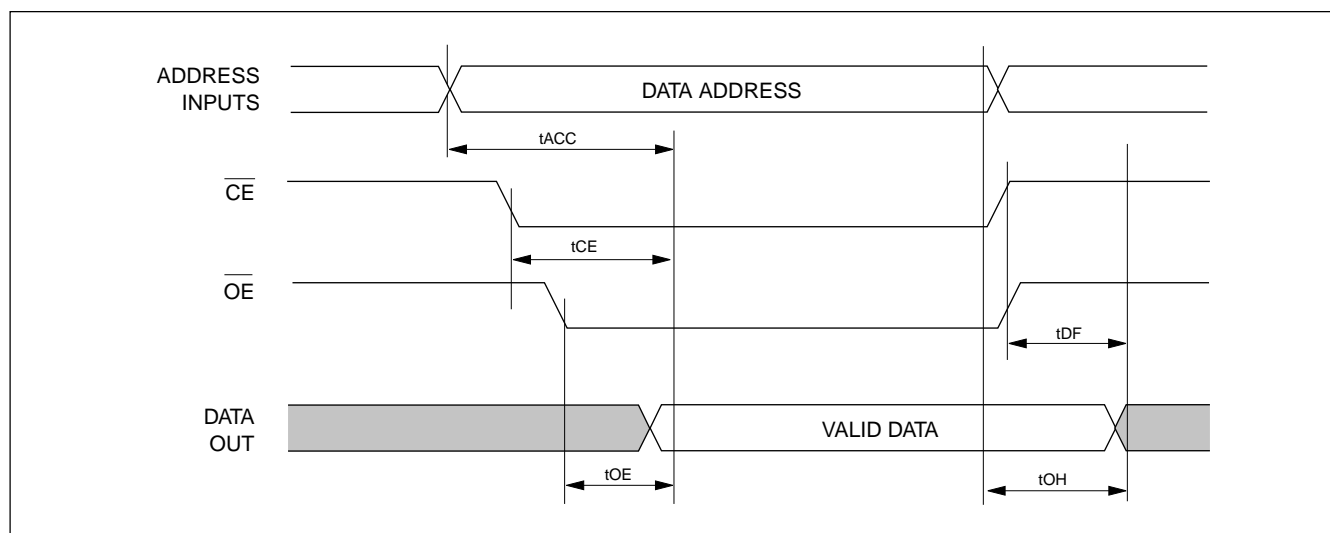 ADDRESS
INPUTS
DATA ADDRESS
tACC
CE
tCE
OE
tDF
DATA
OUT
VALID DATA
tOE
tOH